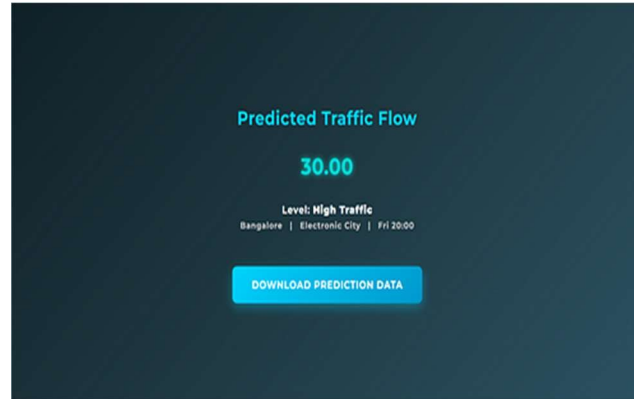 Predicted Traffic Flow
30.00
Level: High Traffic
Bangalore | Electronic City | Fri 20:00
DOWNLOAD PREDICTION DATA